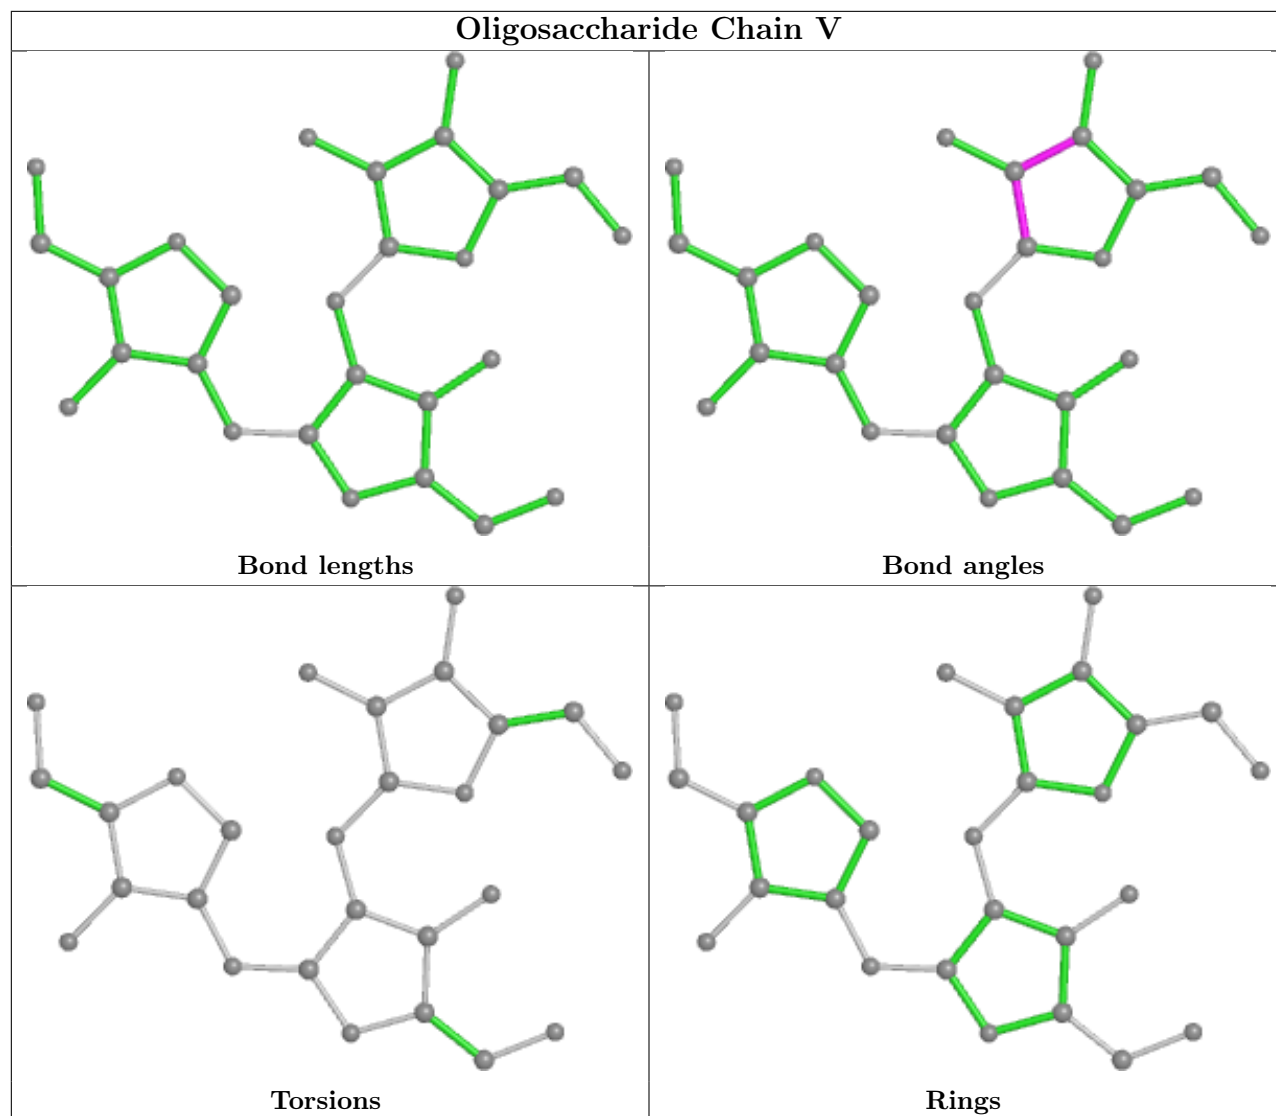 Oligosaccharide Chain V
Bond lengths
Bond angles
Torsions
Rings